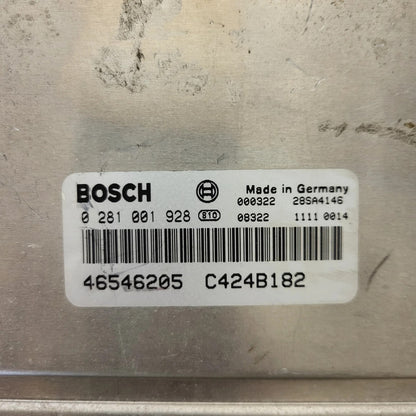 BOSCH Made in Germany
000322 28SA4146
0 281 001 928 810 08322 1111 0014
46546205 C424B182